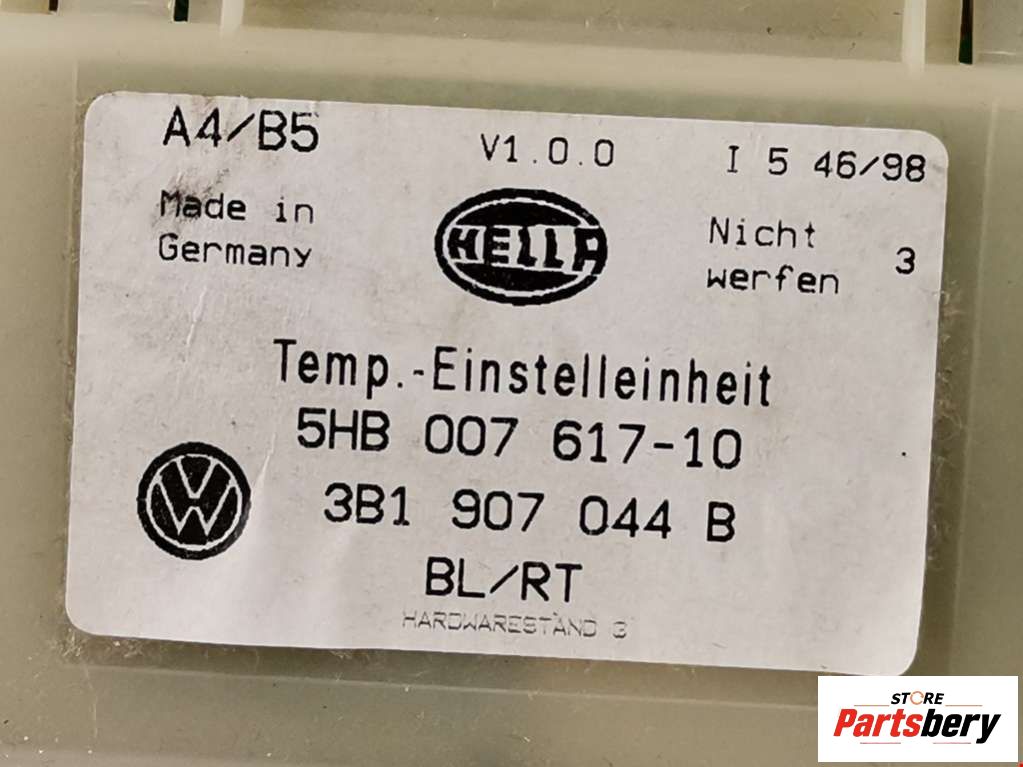 A4/B5 V1.0.0 I 5 46/98
Made in
Germany
HELLA
Nicht
werfen 3
Temp.-Einstelleinheit
5HB 007 617-10
3B1 907 044 B
BL/RT
HARDWARESTAND 3
STORE
Partsbery